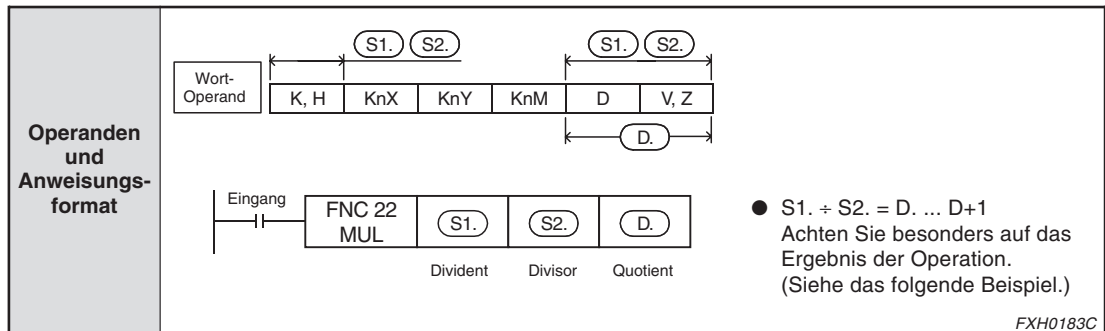 Operanden
und
Anweisungs-
format
S1. S2. S1. S2.
Wort-
Operand
K, H KnX KnY KnM D V, Z
D.
Eingang
FNC 22
MUL
S1. S2. D.
Divident Divisor Quotient
● S1. ÷ S2. = D. ... D+1
Achten Sie besonders auf das
Ergebnis der Operation.
(Siehe das folgende Beispiel.)
FXH0183C